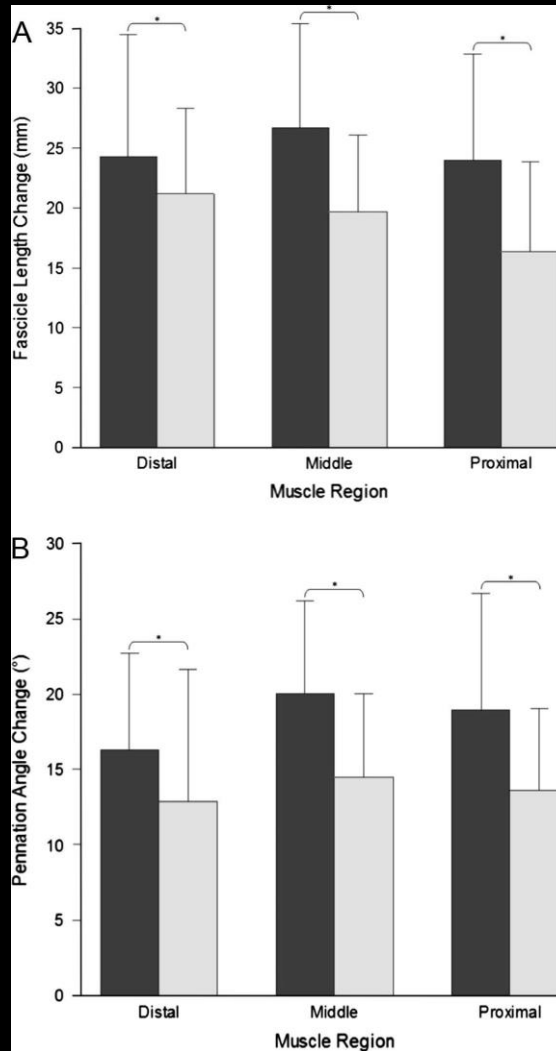 A
Fascicle Length Change (mm)
35
30
25
20
15
10
5
0
*
*
*
Distal Middle Proximal
Muscle Region
B
Pennation Angle Change (°)
30
25
20
15
10
5
0
*
*
*
Distal Middle Proximal
Muscle Region